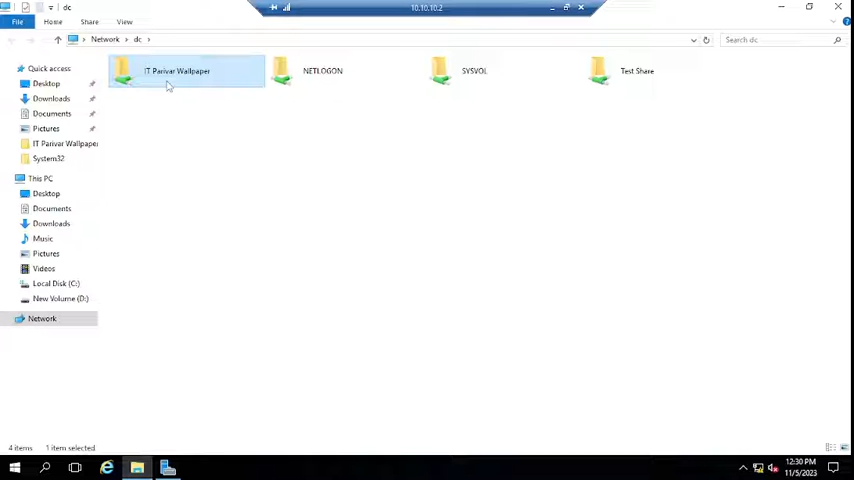 dc
10.10.10.2
File Home Share View
Network dc
Search dc
Quick access
Desktop
Downloads
Documents
Pictures
IT Parivar Wallpaper
System32
This PC
Desktop
Documents
Downloads
Music
Pictures
Videos
Local Disk (C:)
New Volume (D:)
Network
IT Parivar Wallpaper NETLOGON SYSVOL Test Share
4 items 1 item selected
12:30 PM
11/5/2023